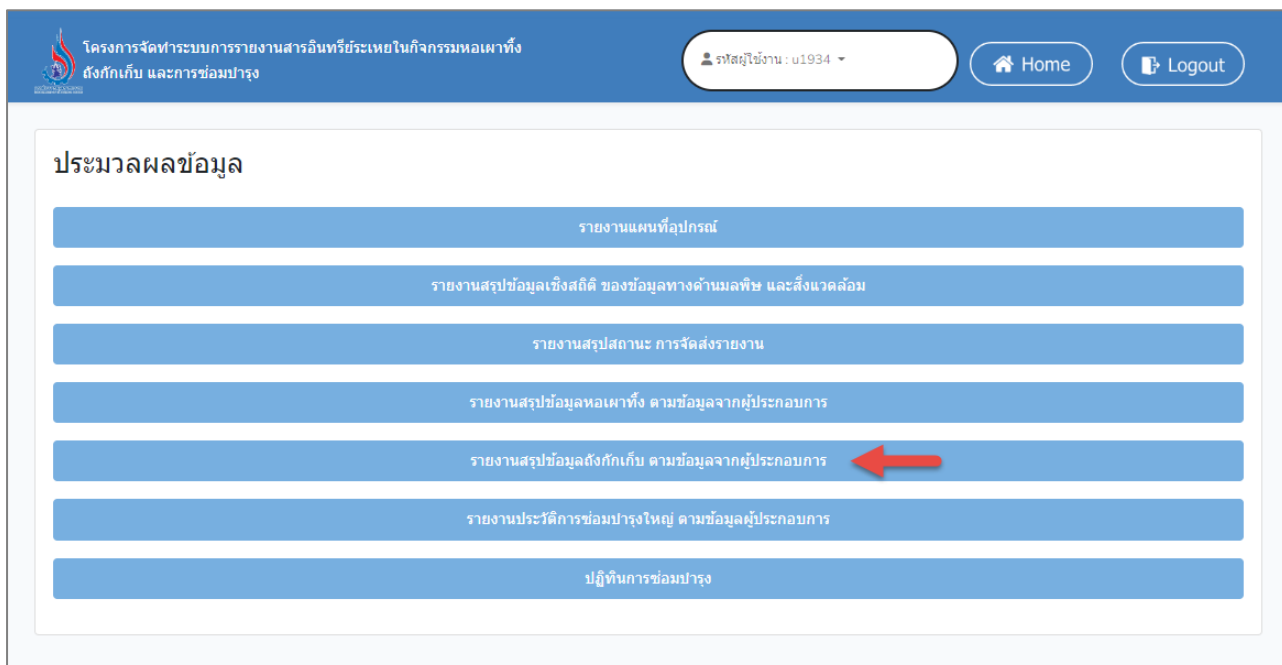 โครงการจัดทำระบบการรายงานสารอินทรีย์ระเหยในกิจกรรมหอเผาทิ้ง
ถังกักเก็บ และการซ่อมบำรุง
รหัสผู้ใช้งาน : u1934
Home
Logout
ประมวลผลข้อมูล
รายงานแผนที่อุปกรณ์
รายงานสรุปข้อมูลเชิงสถิติ ของข้อมูลทางด้านมลพิษ และสิ่งแวดล้อม
รายงานสรุปสถานะ การจัดส่งรายงาน
รายงานสรุปข้อมูลหอเผาทิ้ง ตามข้อมูลจากผู้ประกอบการ
รายงานสรุปข้อมูลถังกักเก็บ ตามข้อมูลจากผู้ประกอบการ
รายงานประวัติการซ่อมบำรุงใหญ่ ตามข้อมูลผู้ประกอบการ
ปฏิทินการซ่อมบำรุง